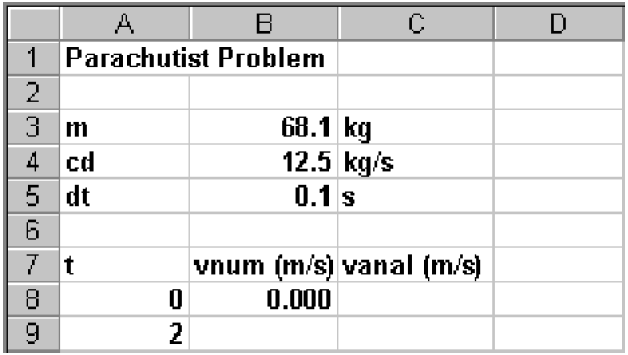 A B C D
1 Parachutist Problem
2
3 m 68.1 kg
4 cd 12.5 kg/s
5 dt 0.1 s
6
7 t vnum (m/s) vanal (m/s)
8 0 0.000
9 2